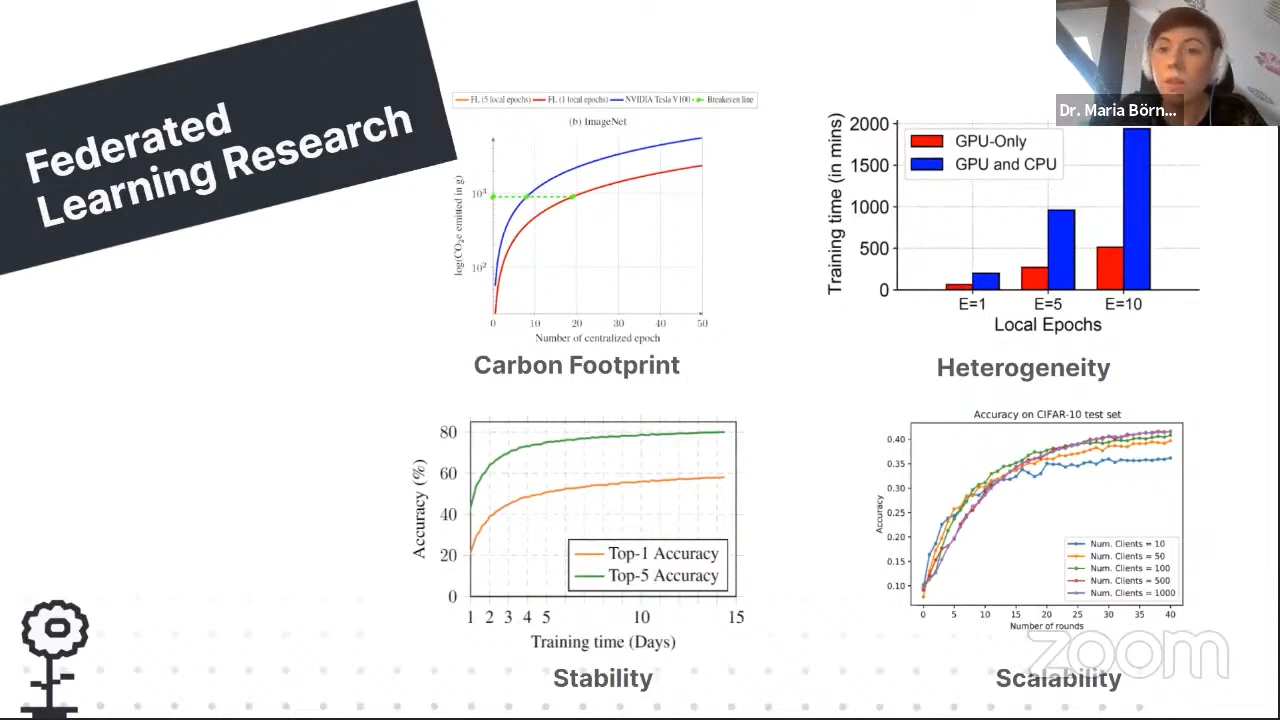 Federated
Learning Research
FL (5 local epochs) FL (1 local epochs) NVIDIA Tesla V100 Breakeven line
(b) ImageNet
log(CO2e emitted in g)
10³
10²
0 10 20 30 40 50
Number of centralized epoch
Carbon Footprint
Dr. Maria Börn...
Training time (in mins)
2000
1500
1000
500
0
GPU-Only
GPU and CPU
E=1 E=5 E=10
Local Epochs
Heterogeneity
Accuracy (%)
80
60
40
20
0
Top-1 Accuracy
Top-5 Accuracy
1 2 3 4 5 10 15
Training time (Days)
Stability
Accuracy on CIFAR-10 test set
Accuracy
0.40
0.35
0.30
0.25
0.20
0.15
0.10
Num. Clients = 10
Num. Clients = 50
Num. Clients = 100
Num. Clients = 500
Num. Clients = 1000
0 5 10 15 20 25 30 35 40
Number of rounds
zoom
Scalability